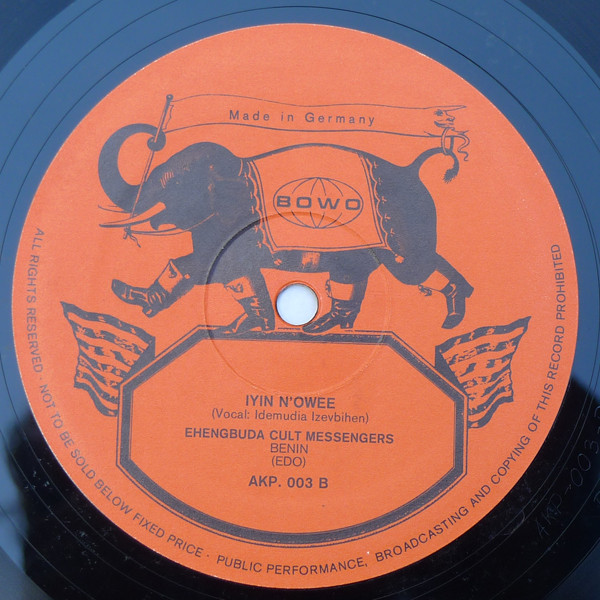 Made in Germany
BOWO
IYIN N'OWEE
(Vocal: Idemudia Izevbihen)
EHENGBUDA CULT MESSENGERS
BENIN
(EDO)
AKP. 003 B
ALL RIGHTS RESERVED · NOT TO BE SOLD BELOW FIXED PRICE · PUBLIC PERFORMANCE, BROADCASTING AND COPYING OF THIS RECORD PROHIBITED